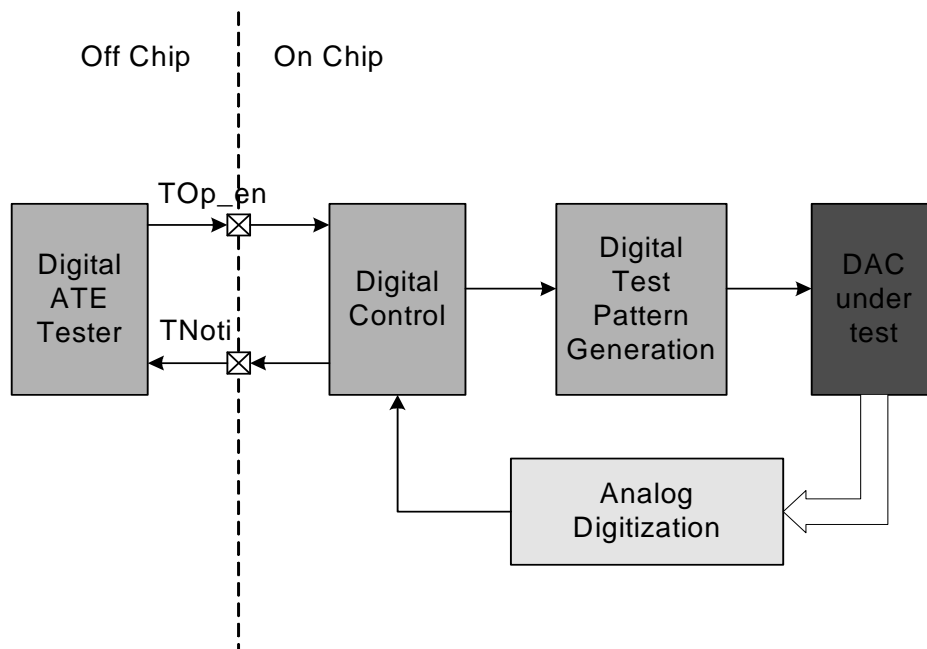 Off Chip
On Chip
TOp_en
Digital
ATE
Tester
TNoti
Digital
Control
Digital
Test
Pattern
Generation
DAC
under
test
Analog
Digitization